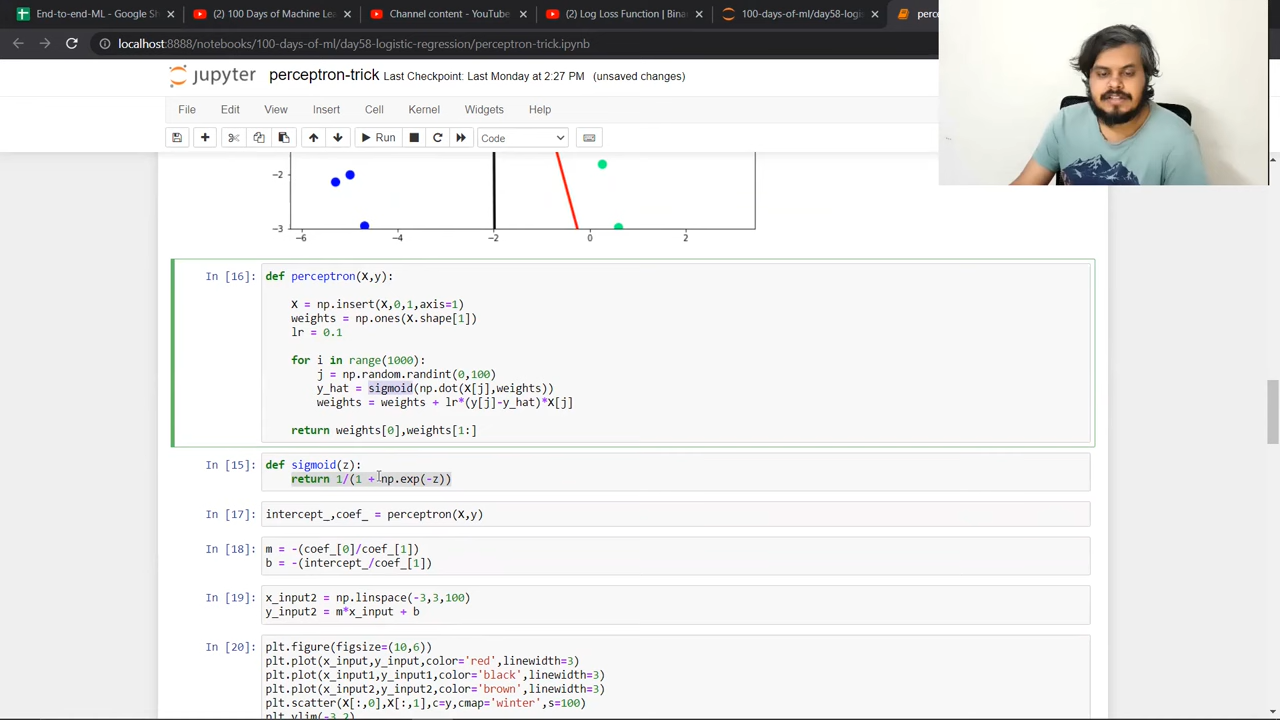 End-to-end-ML - Google Sh
(2) 100 Days of Machine Lea
Channel content - YouTube
(2) Log Loss Function | Bina
100-days-of-ml/day58-logis
perce
localhost:8888/notebooks/100-days-of-ml/day58-logistic-regression/perceptron-trick.ipynb
jupyter perceptron-trick Last Checkpoint: Last Monday at 2:27 PM (unsaved changes)
File Edit View Insert Cell Kernel Widgets Help
Run Code
−2
−3
−6 −4 −2 0 2
In [16]: def perceptron(X,y):
X = np.insert(X,0,1,axis=1)
weights = np.ones(X.shape[1])
lr = 0.1
for i in range(1000):
j = np.random.randint(0,100)
y_hat = sigmoid(np.dot(X[j],weights))
weights = weights + lr*(y[j]-y_hat)*X[j]
return weights[0],weights[1:]
In [15]: def sigmoid(z):
return 1/(1 + np.exp(-z))
In [17]: intercept_,coef_ = perceptron(X,y)
In [18]: m = -(coef_[0]/coef_[1])
b = -(intercept_/coef_[1])
In [19]: x_input2 = np.linspace(-3,3,100)
y_input2 = m*x_input + b
In [20]: plt.figure(figsize=(10,6))
plt.plot(x_input,y_input,color='red',linewidth=3)
plt.plot(x_input1,y_input1,color='black',linewidth=3)
plt.plot(x_input2,y_input2,color='brown',linewidth=3)
plt.scatter(X[:,0],X[:,1],c=y,cmap='winter',s=100)
plt.ylim(-3,2)